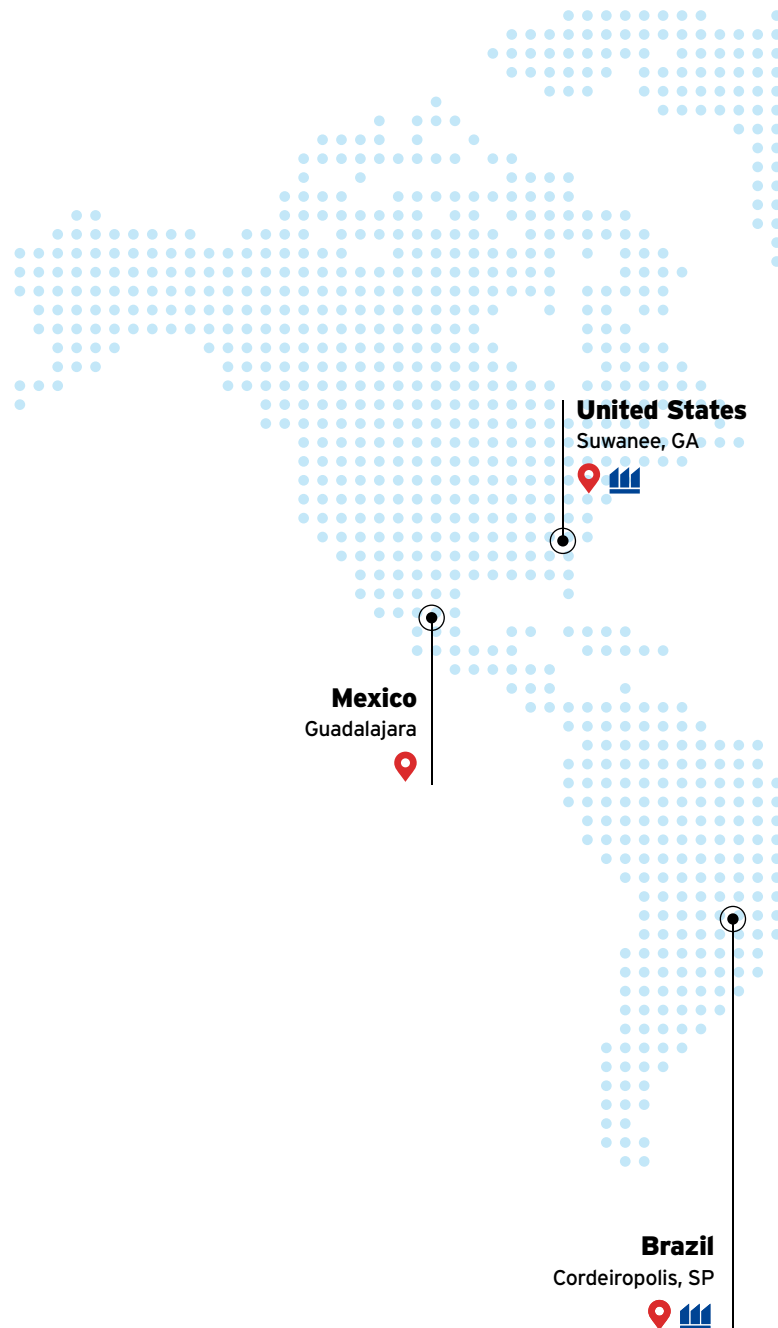 United States
Suwanee, GA
Mexico
Guadalajara
Brazil
Cordeiropolis, SP